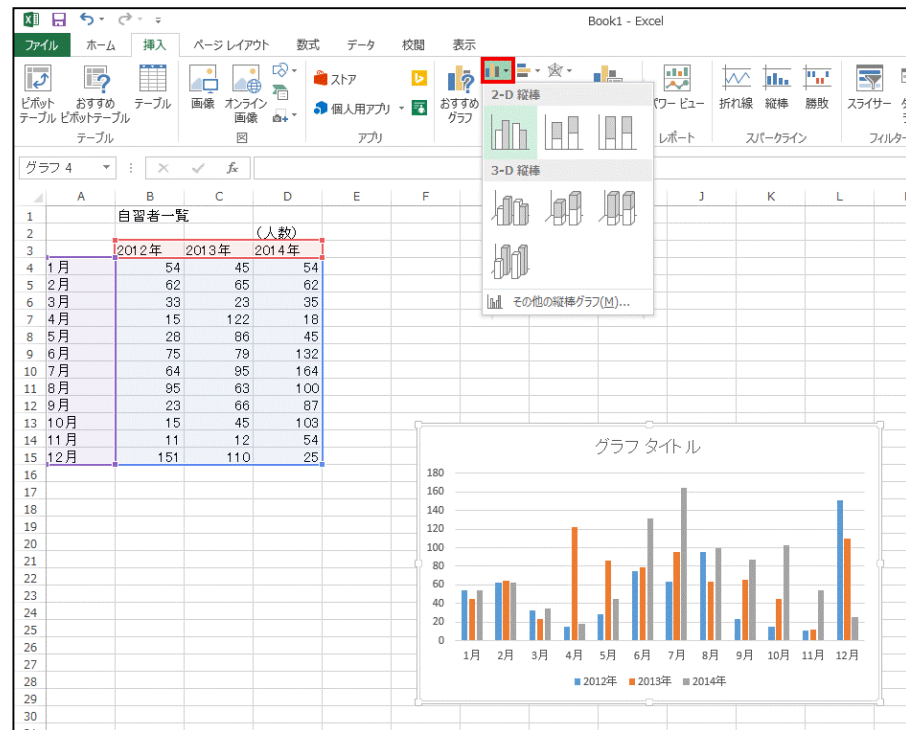 Book1 - Excel
ファイル ホーム 挿入 ページ レイアウト 数式 データ 校閲 表示
ピボット
テーブル
おすすめ
ピボットテーブル
テーブル
テーブル
画像
オンライン
画像
図
ストア
個人用アプリ
アプリ
おすすめ
グラフ
2-D 縦棒
3-D 縦棒
その他の縦棒グラフ(M)...
ビュー
レポート
折れ線 縦棒 勝敗
スパークライン
スライサー
グラフ 4
fx
A B C D E F J K L
1 自習者一覧
2 (人数)
3 2012年 2013年 2014年
4 1月 54 45 54
5 2月 62 65 62
6 3月 33 23 35
7 4月 15 122 18
8 5月 28 86 45
9 6月 75 79 132
10 7月 64 95 164
11 8月 95 63 100
12 9月 23 66 87
13 10月 15 45 103
14 11月 11 12 54
15 12月 151 110 25
16
17
18
19
20
21
22
23
24
25
26
27
28
29
30
グラフ タイトル
180
160
140
120
100
80
60
40
20
0
1月 2月 3月 4月 5月 6月 7月 8月 9月 10月 11月 12月
2012年 2013年 2014年